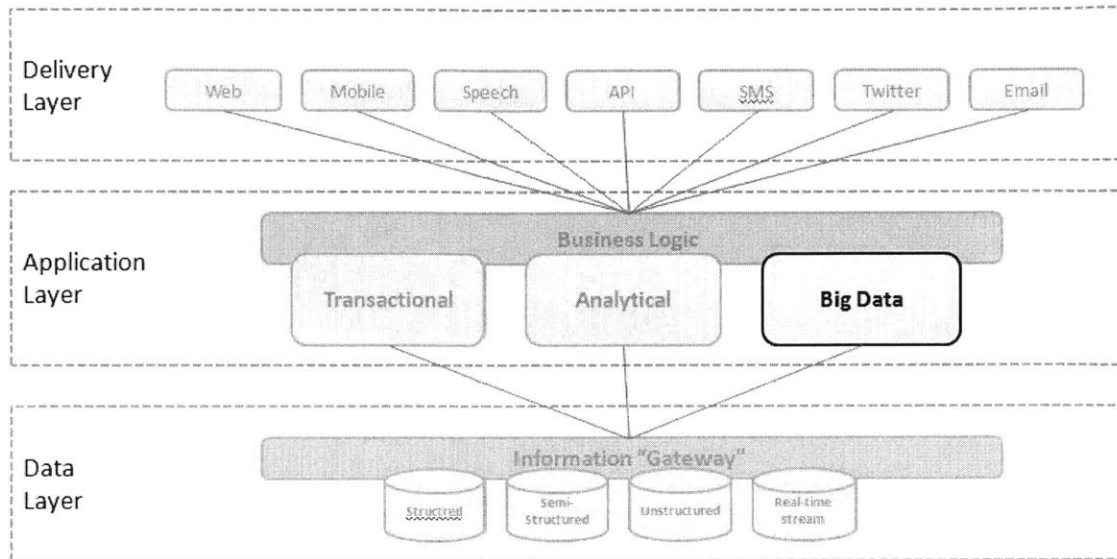 Delivery
Layer
Web
Mobile
Speech
API
SMS
Twitter
Email
Application
Layer
Business Logic
Transactional
Analytical
Big Data
Data
Layer
Information "Gateway"
Structred
Semi-
Structured
Unstructured
Real-time
stream